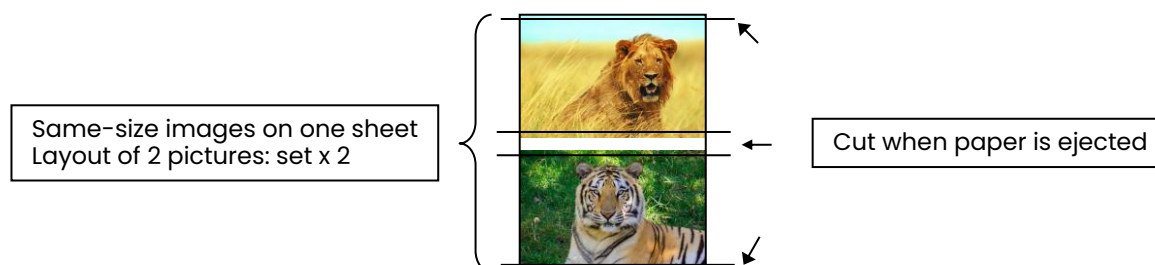 Same-size images on one sheet
Layout of 2 pictures: set x 2
Cut when paper is ejected